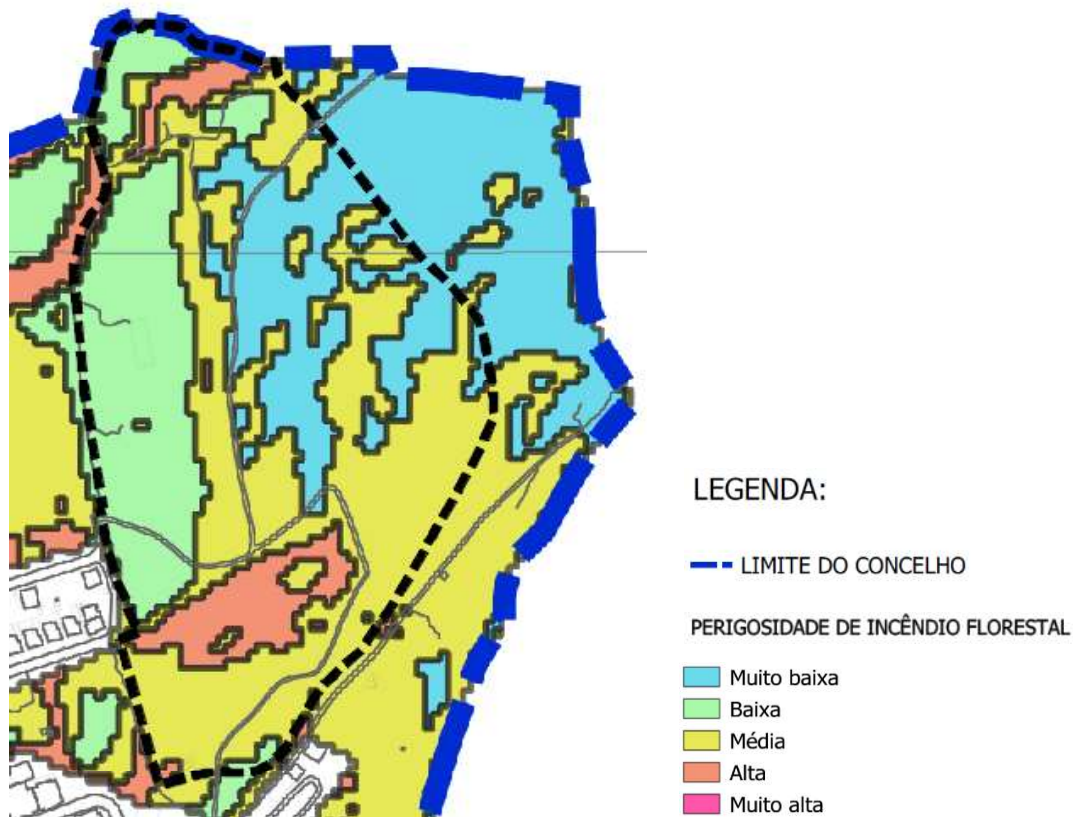 LEGENDA:
LIMITE DO CONCELHO
PERIGOSIDADE DE INCÊNDIO FLORESTAL
Muito baixa
Baixa
Média
Alta
Muito alta